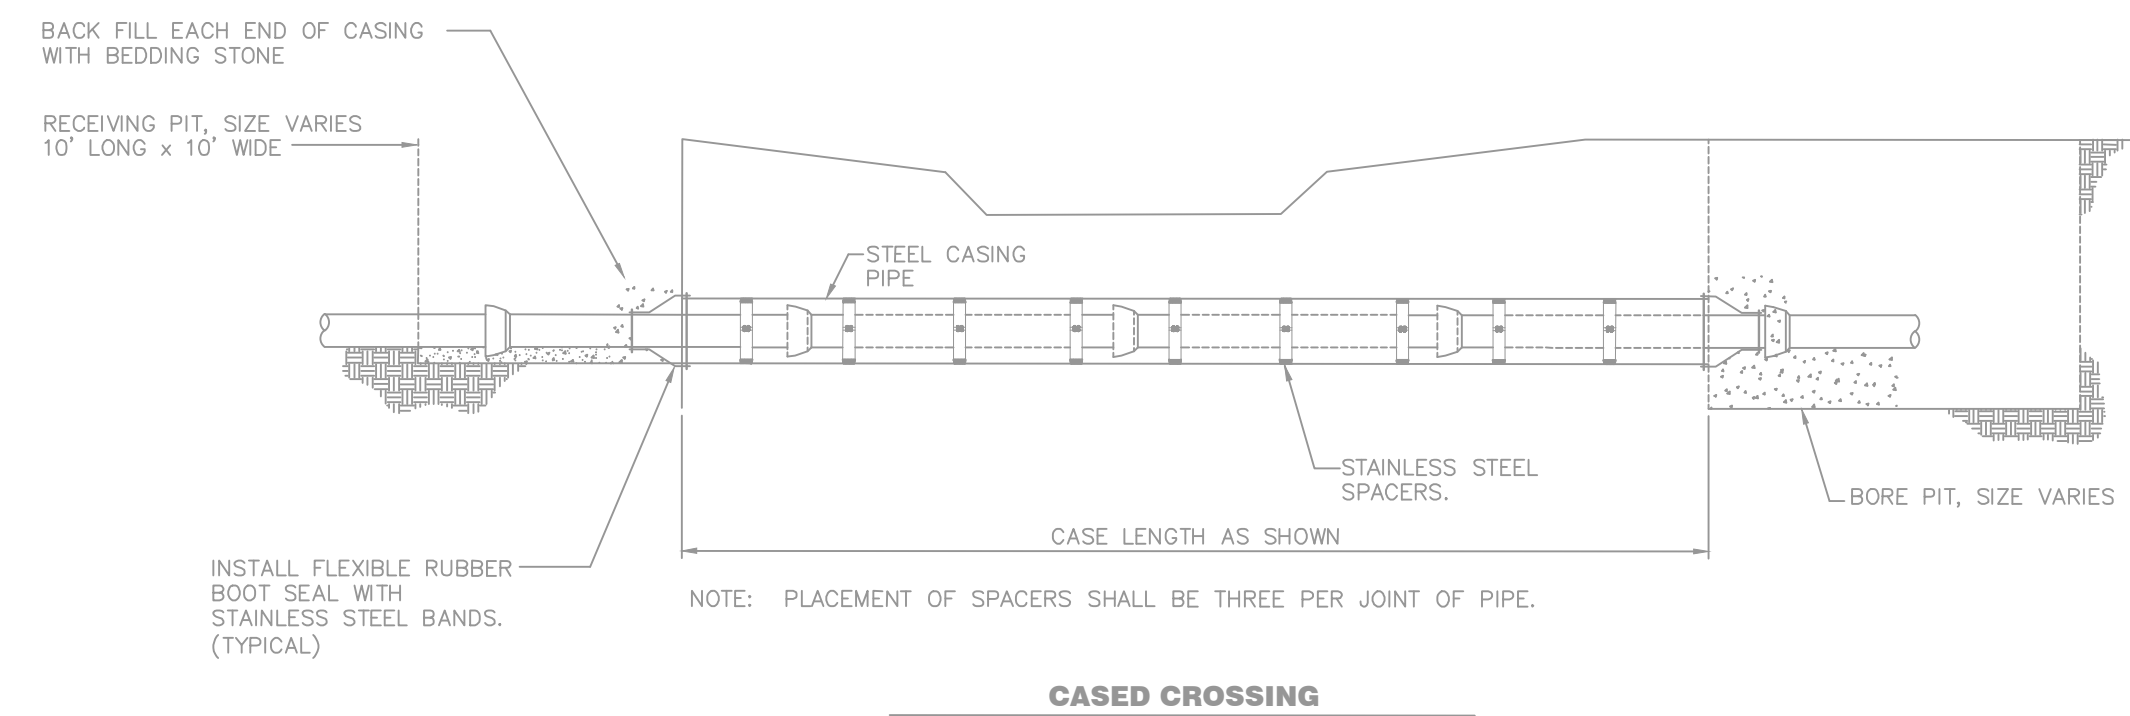 BACK FILL EACH END OF CASING
WITH BEDDING STONE
RECEIVING PIT, SIZE VARIES
10' LONG x 10' WIDE
STEEL CASING
PIPE
STAINLESS STEEL
SPACERS.
BORE PIT, SIZE VARIES
CASE LENGTH AS SHOWN
INSTALL FLEXIBLE RUBBER
BOOT SEAL WITH
STAINLESS STEEL BANDS.
(TYPICAL)
NOTE: PLACEMENT OF SPACERS SHALL BE THREE PER JOINT OF PIPE.
CASED CROSSING